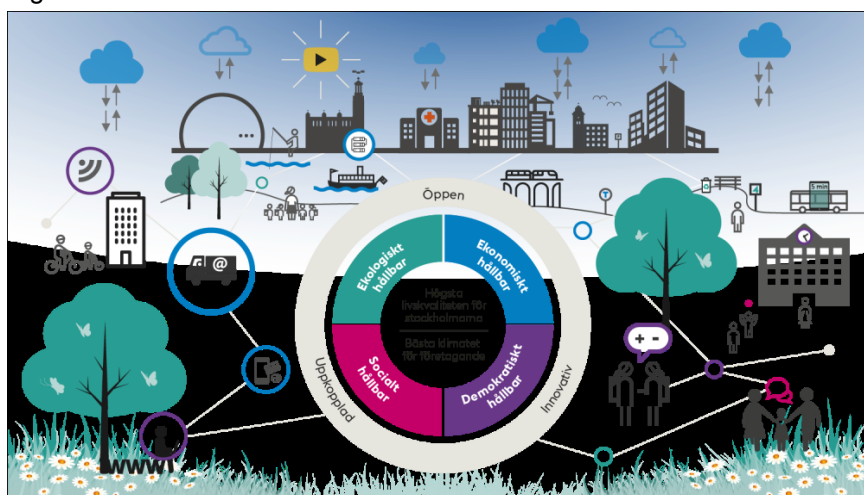 5 min
T
4
@
Öppen
Ekologiskt
hållbar
Ekonomiskt
hållbar
Högsta
livskvaliteten för
stockholmarna
Bästa klimatet
för företagande
Socialt
hållbar
Demokratiskt
hållbar
Uppkopplad
Innovativ
+ -